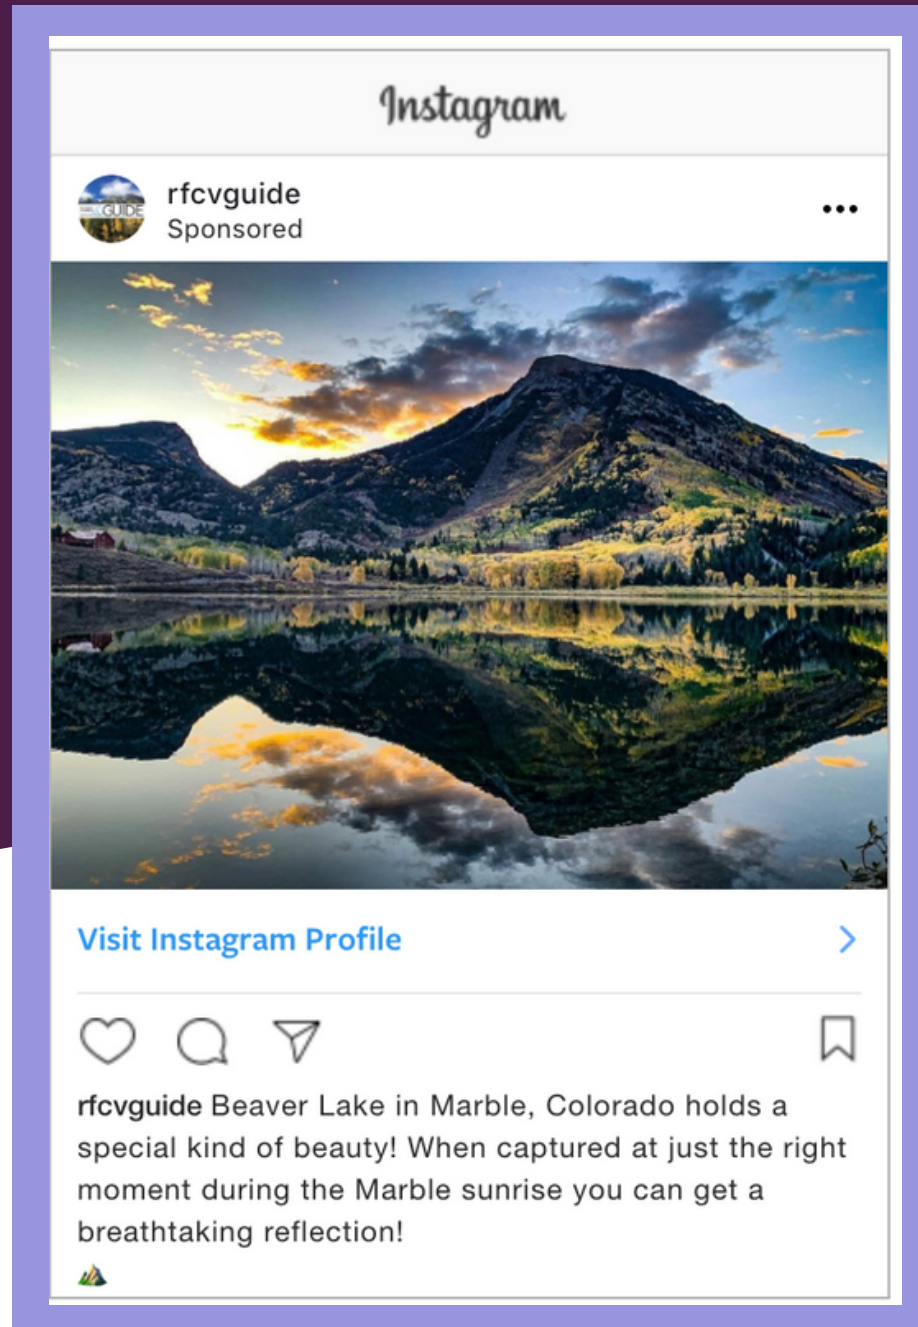 Instagram
GUIDE
rfcvguide
Sponsored
Visit Instagram Profile
rfcvguide Beaver Lake in Marble, Colorado holds a
special kind of beauty! When captured at just the right
moment during the Marble sunrise you can get a
breathtaking reflection!